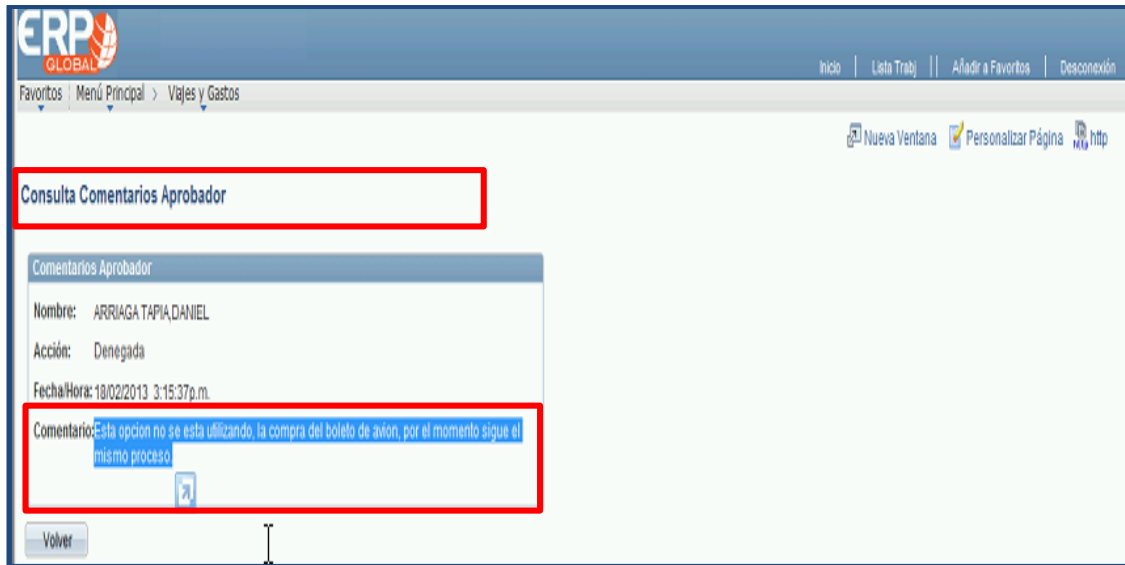 ERP
GLOBAL
Inicio | Lista Trabj || Añadir a Favoritos | Desconexión
Favoritos | Menú Principal > Viajes y Gastos
Nueva Ventana Personalizar Página http
Consulta Comentarios Aprobador
Comentarios Aprobador
Nombre: ARRIAGA TAPIA,DANIEL
Acción: Denegada
Fecha/Hora: 18/02/2013 3:15:37p.m.
Comentario: Esta opcion no se esta utilizando, la compra del boleto de avion, por el momento sigue el
mismo proceso.
Volver